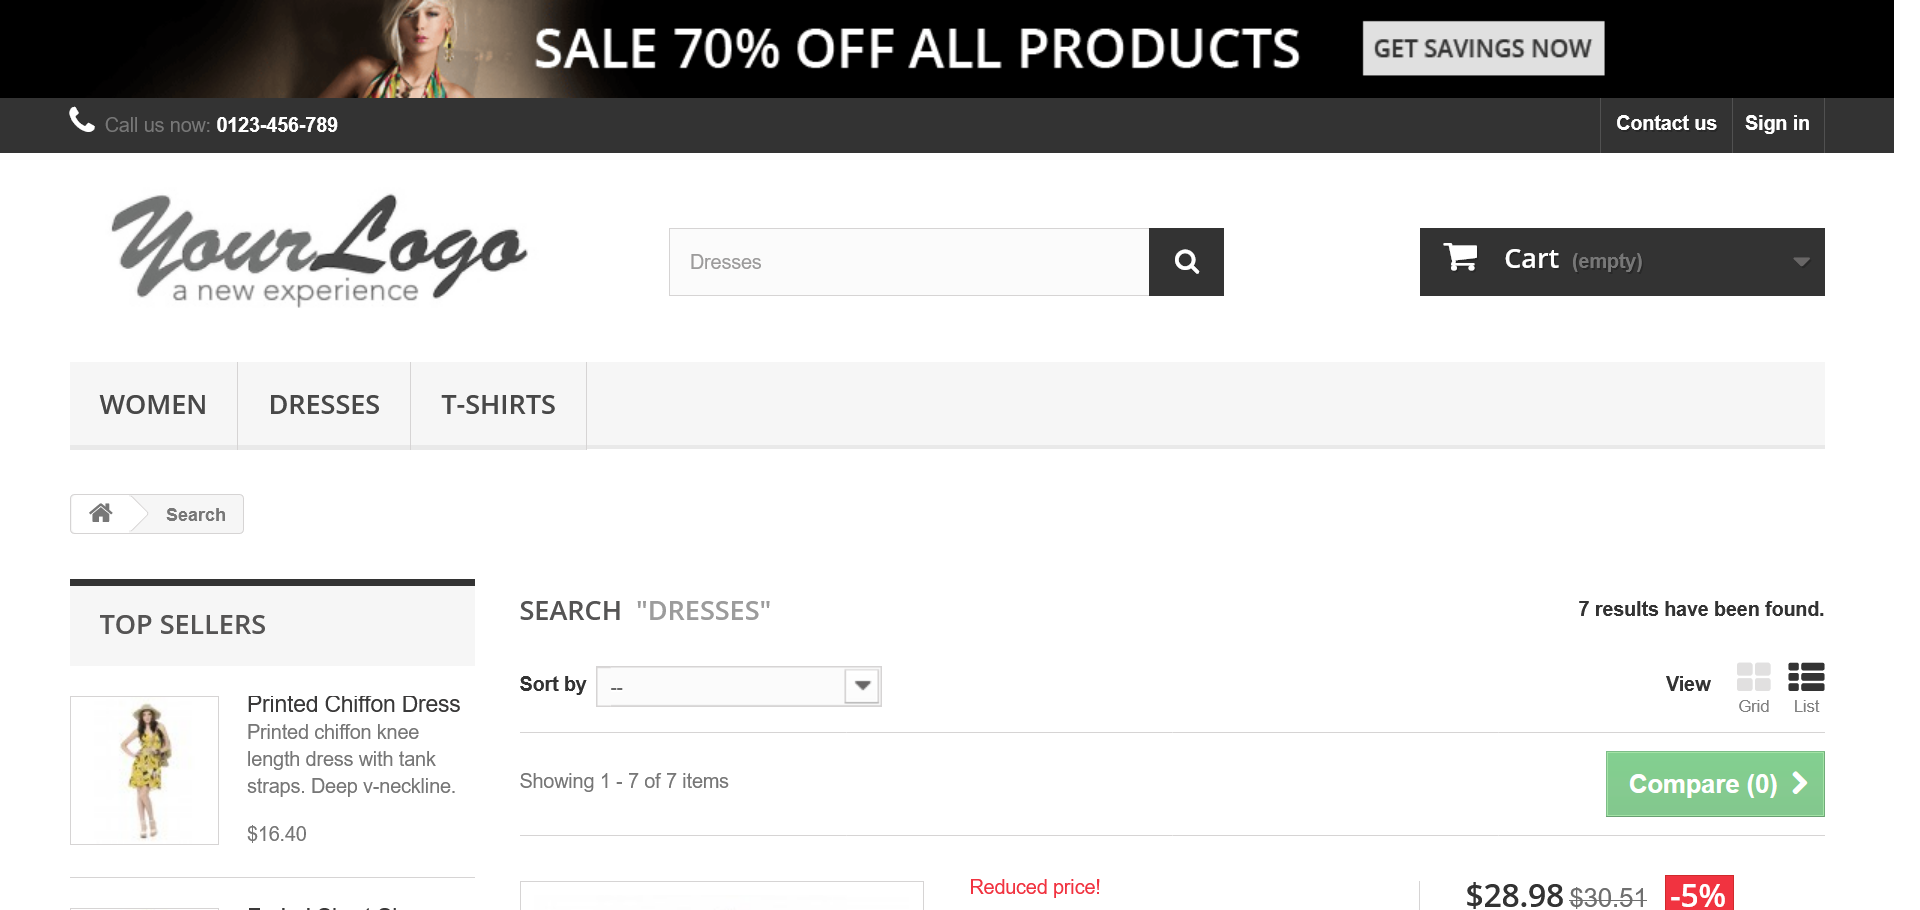 SALE 70% OFF ALL PRODUCTS
GET SAVINGS NOW
Call us now: 0123-456-789
Contact us
Sign in
Your Logo
a new experience
Dresses
Cart (empty)
WOMEN
DRESSES
T-SHIRTS
Search
TOP SELLERS
Printed Chiffon Dress
Printed chiffon knee
length dress with tank
straps. Deep v-neckline.
$16.40
SEARCH "DRESSES"
7 results have been found.
Sort by --
View
Grid
List
Showing 1 - 7 of 7 items
Compare (0)
Reduced price!
$28.98 $30.51 -5%